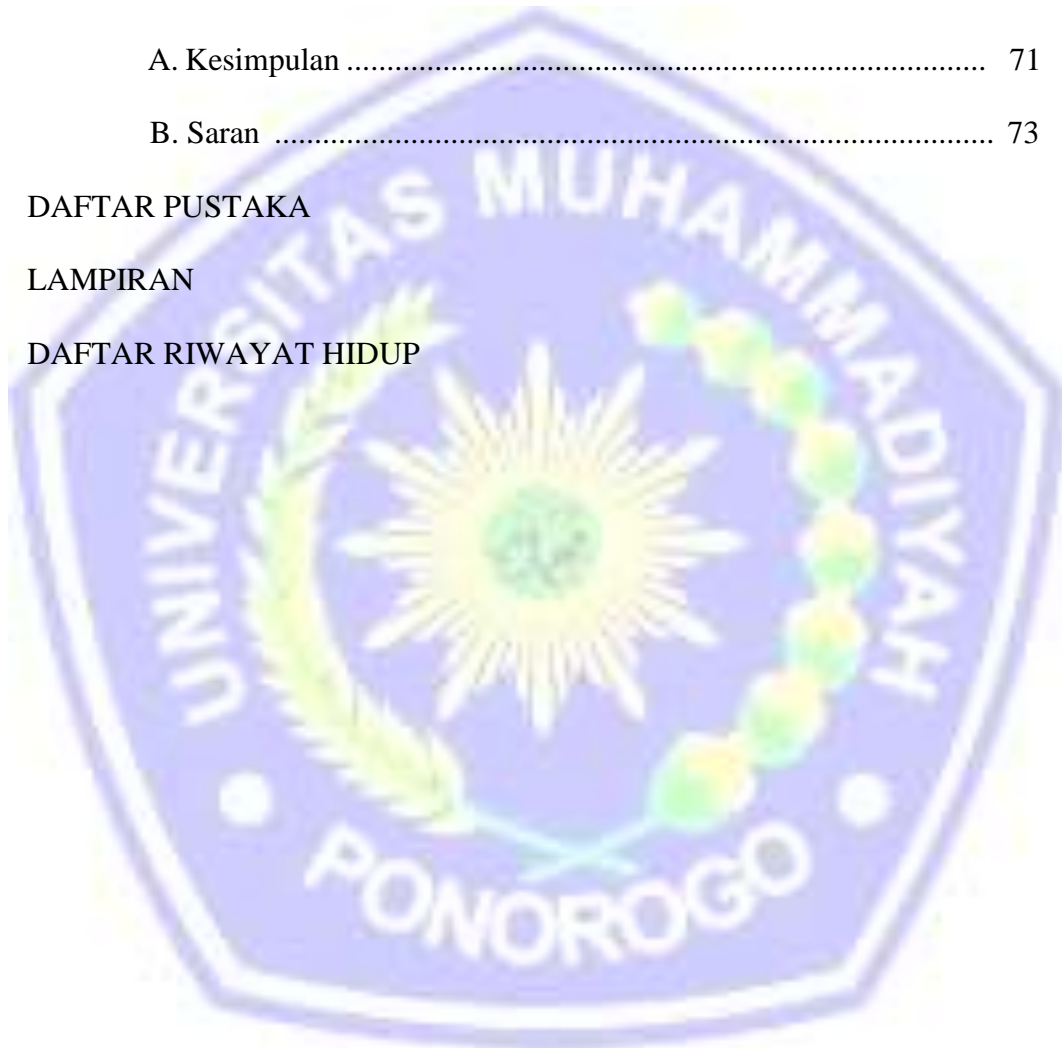 A. Kesimpulan ................................................................................ 71
B. Saran .......................................................................................... 73
DAFTAR PUSTAKA
LAMPIRAN
DAFTAR RIWAYAT HIDUP
UNIVERSITAS MUHAMMADIYAH
PONOROGO